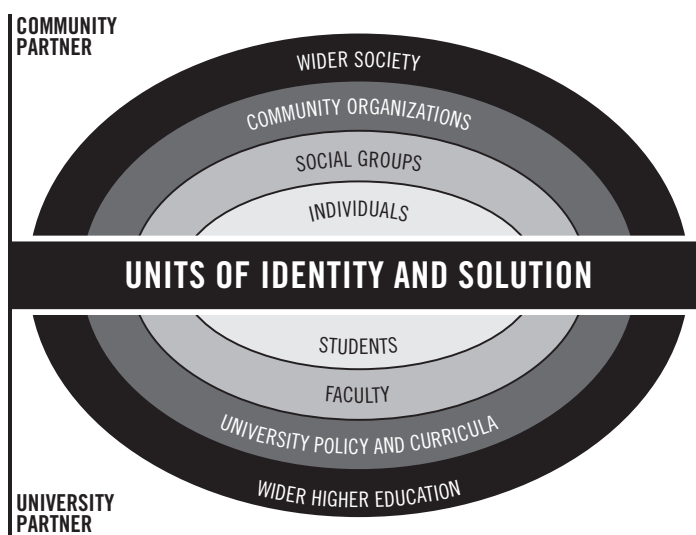 COMMUNITY
PARTNER
WIDER SOCIETY
COMMUNITY ORGANIZATIONS
SOCIAL GROUPS
INDIVIDUALS
UNITS OF IDENTITY AND SOLUTION
STUDENTS
FACULTY
UNIVERSITY POLICY AND CURRICULA
WIDER HIGHER EDUCATION
UNIVERSITY
PARTNER